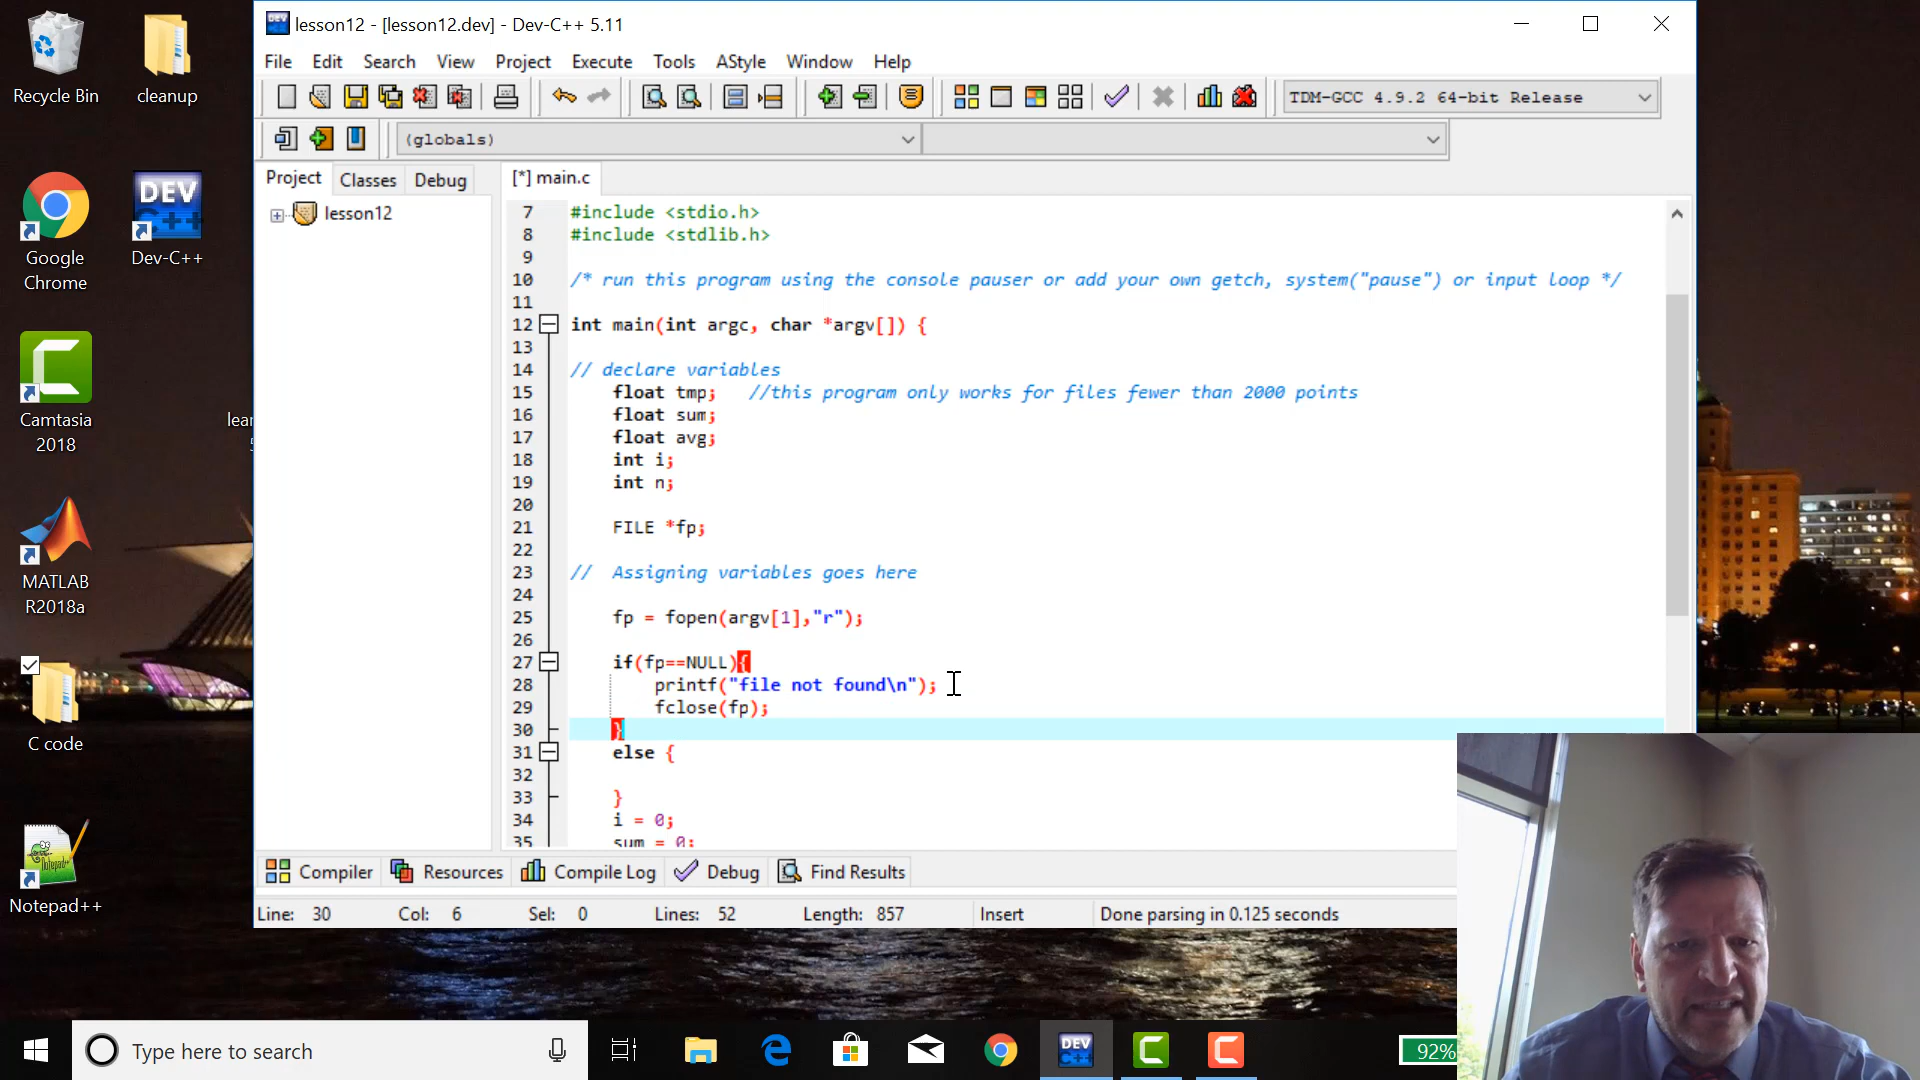 Recycle Bin
cleanup
Google
Chrome
DEV
C++
Dev-C++
Camtasia
2018
lear
MATLAB
R2018a
C code
Notepad++
lesson12 - [lesson12.dev] - Dev-C++ 5.11
File Edit Search View Project Execute Tools AStyle Window Help
TDM-GCC 4.9.2 64-bit Release
(globals)
Project Classes Debug
[*] main.c
lesson12
7 #include <stdio.h>
8 #include <stdlib.h>
9
10 /* run this program using the console pauser or add your own getch, system("pause") or input loop */
11
12 int main(int argc, char *argv[]) {
13
14 // declare variables
15 float tmp; //this program only works for files fewer than 2000 points
16 float sum;
17 float avg;
18 int i;
19 int n;
20
21 FILE *fp;
22
23 // Assigning variables goes here
24
25 fp = fopen(argv[1],"r");
26
27 if(fp==NULL){
28 printf("file not found\n");
29 fclose(fp);
30 }
31 else {
32
33 }
34 i = 0;
35 sum = 0;
Compiler Resources Compile Log Debug Find Results
Line: 30 Col: 6 Sel: 0 Lines: 52 Length: 857 Insert Done parsing in 0.125 seconds
Type here to search
DEV
C++
92%